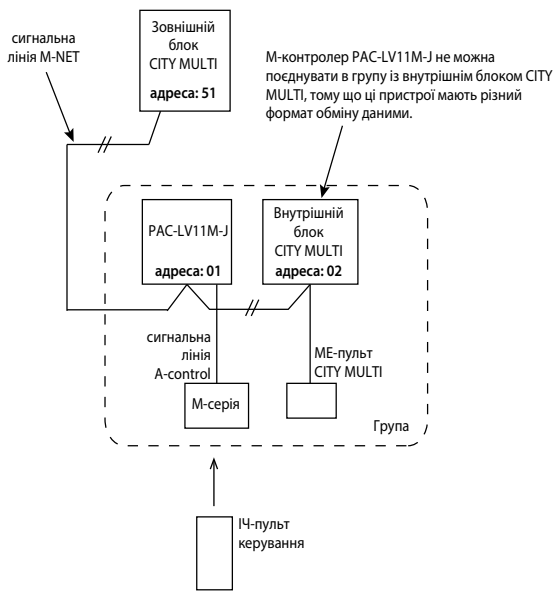 сигнальна
лінія M-NET
Зовнішній
блок
CITY MULTI
адреса: 51
М-контролер PAC-LV11M-J не можна
поєднувати в групу із внутрішнім блоком CITY
MULTI, тому що ці пристрої мають різний
формат обміну даними.
PAC-LV11M-J
адреса: 01
Внутрішній
блок
CITY MULTI
адреса: 02
сигнальна
лінія
A-control
МЕ-пульт
CITY MULTI
М-серія
Група
ІЧ-пульт
керування